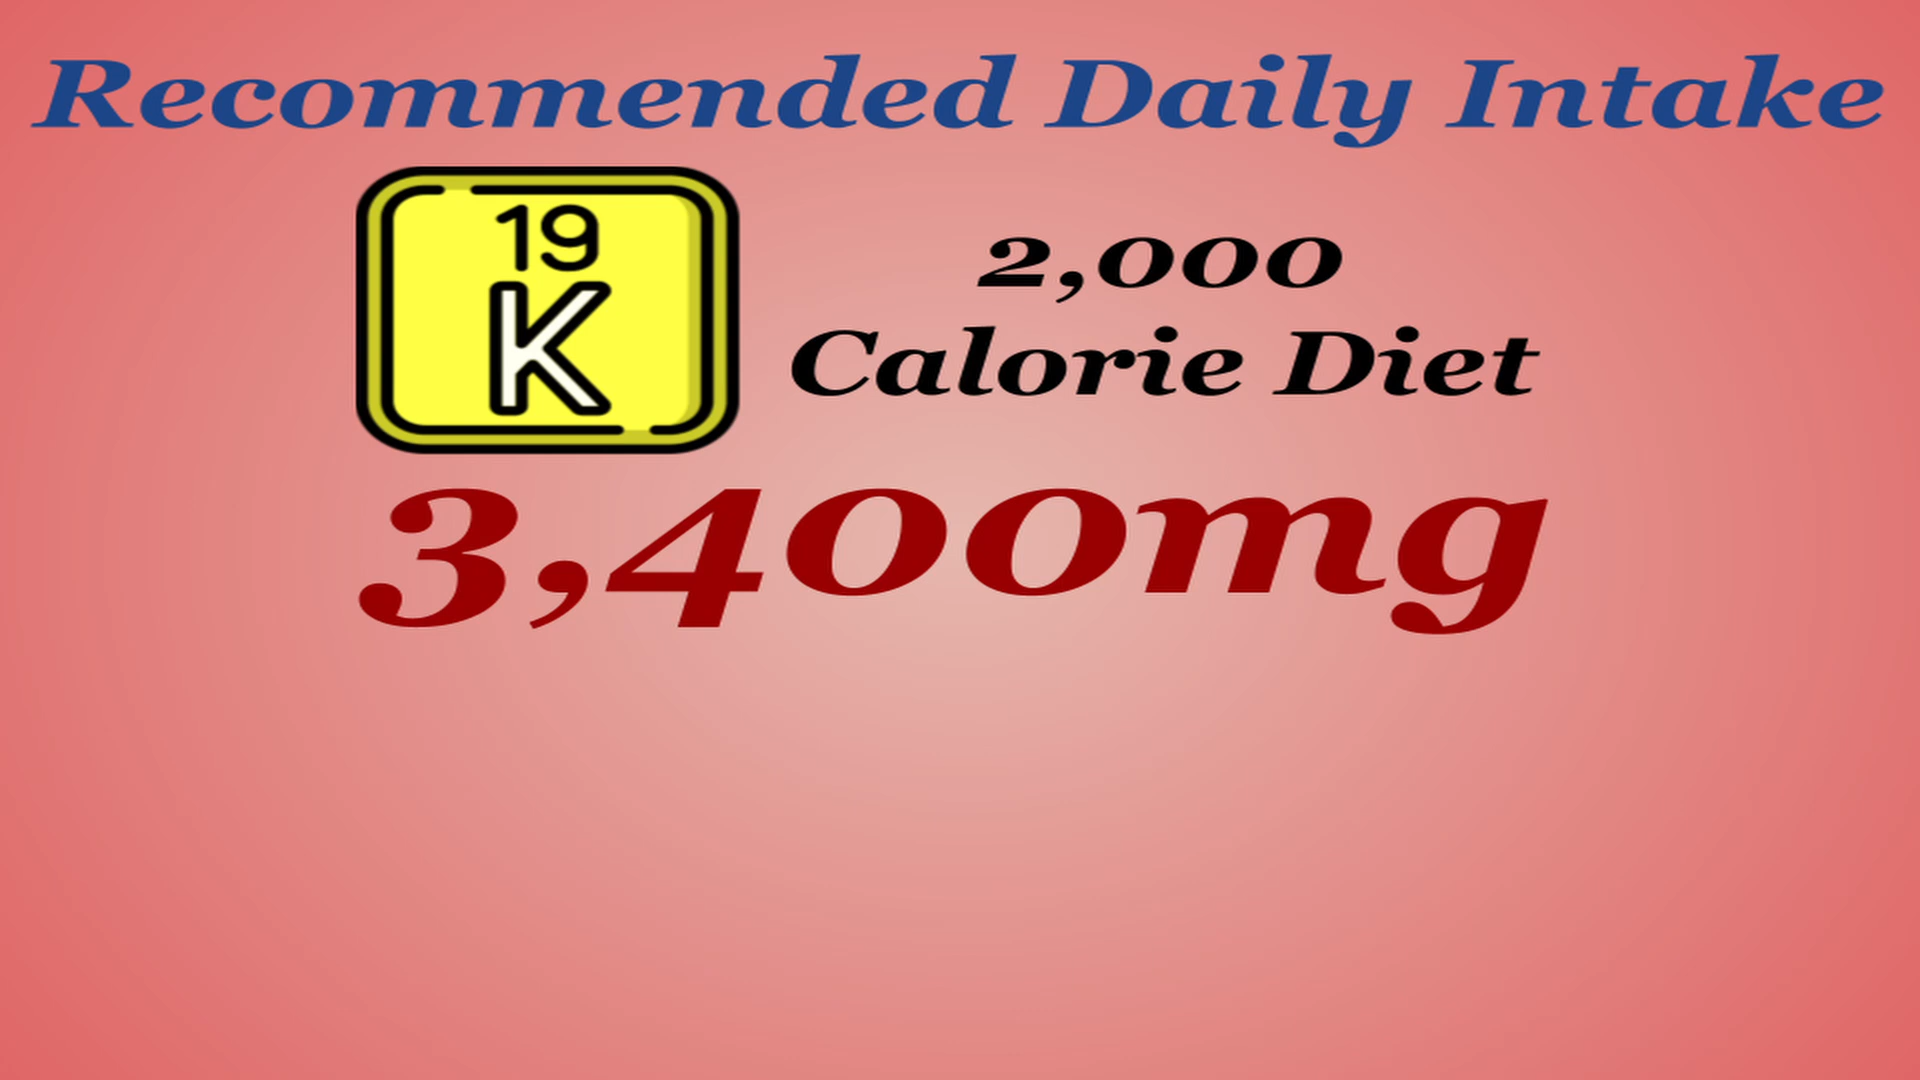 Recommended Daily Intake
19
K
2,000
Calorie Diet
3,400mg